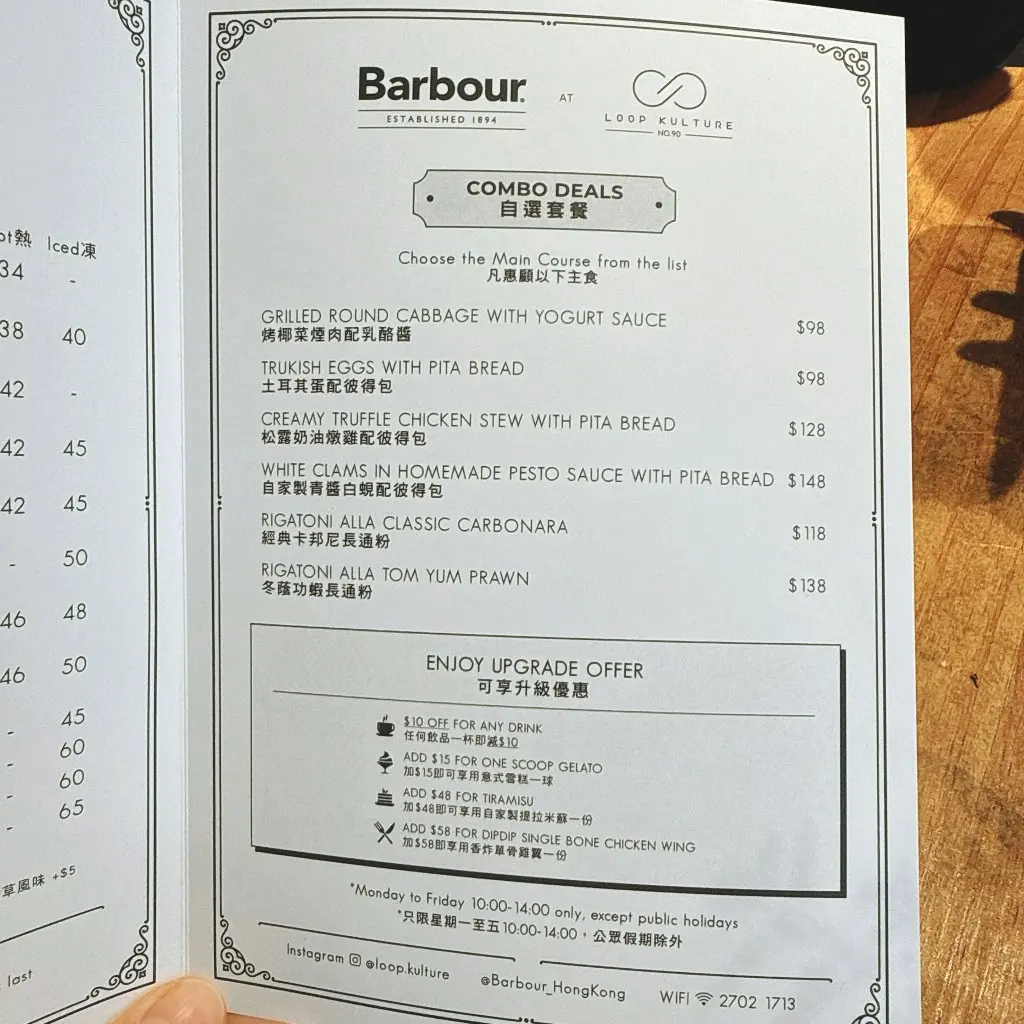 ot熱 Iced凍
34 -
38 40
42 -
42 45
42 45
- 50
46 48
46 50
- 45
- 60
- 60
- 65
草風味 +$5
last
Barbour.
ESTABLISHED 1894
AT
LOOP KULTURE
NO.90
COMBO DEALS
自選套餐
Choose the Main Course from the list
凡惠顧以下主食
GRILLED ROUND CABBAGE WITH YOGURT SAUCE $98
烤椰菜煙肉配乳酪醬
TRUKISH EGGS WITH PITA BREAD $98
土耳其蛋配彼得包
CREAMY TRUFFLE CHICKEN STEW WITH PITA BREAD $128
松露奶油燉雞配彼得包
WHITE CLAMS IN HOMEMADE PESTO SAUCE WITH PITA BREAD $148
自家製青醬白蜆配彼得包
RIGATONI ALLA CLASSIC CARBONARA $118
經典卡邦尼長通粉
RIGATONI ALLA TOM YUM PRAWN $138
冬蔭功蝦長通粉
ENJOY UPGRADE OFFER
可享升級優惠
$10 OFF FOR ANY DRINK
任何飲品一杯即減$10
ADD $15 FOR ONE SCOOP GELATO
加$15即可享用意式雪糕一球
ADD $48 FOR TIRAMISU
加$48即可享用自家製提拉米蘇一份
ADD $58 FOR DIPDIP SINGLE BONE CHICKEN WING
加$58即享用香炸單骨雞翼一份
*Monday to Friday 10:00-14:00 only, except public holidays
*只限星期一至五10:00-14:00，公眾假期除外
Instagram @loop.kulture @Barbour_HongKong WIFI 2702 1713